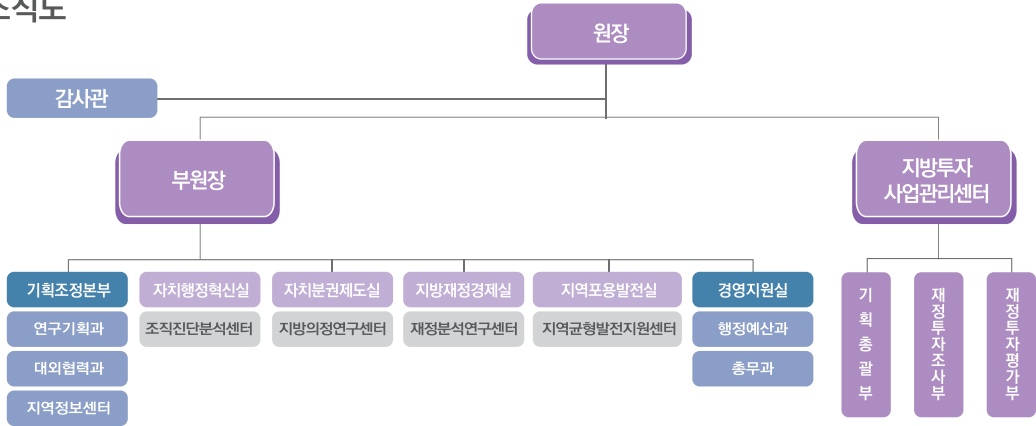 조직도
원장
감사관
부원장
지방투자
사업관리센터
기획조정본부
자치행정혁신실
자치분권제도실
지방재정경제실
지역포용발전실
경영지원실
연구기획과
조직진단분석센터
지방의정연구센터
재정분석연구센터
지역균형발전지원센터
행정예산과
대외협력과
총무과
지역정보센터
기획총괄부
재정투자조사부
재정투자평가부